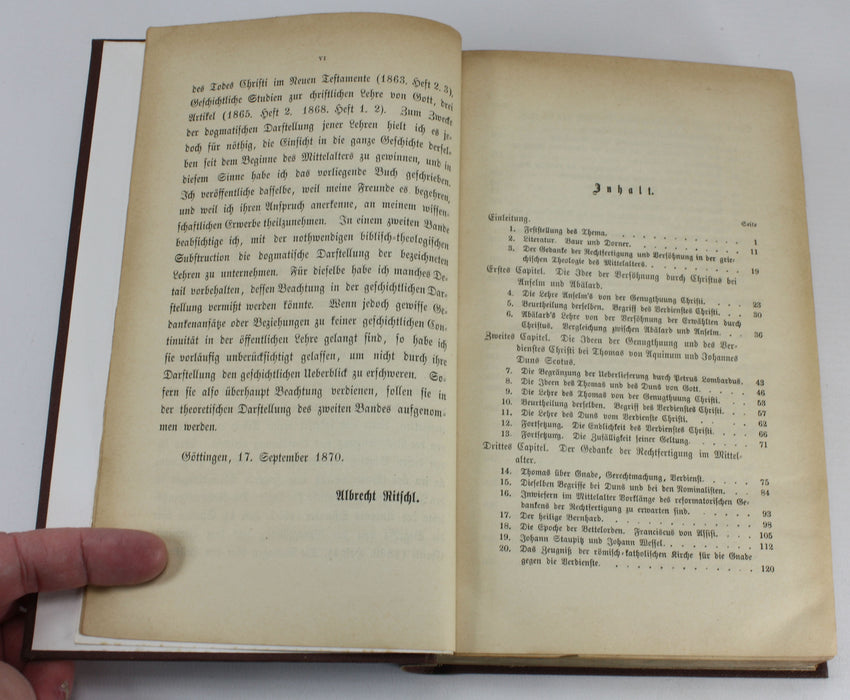 VI
des Todes Christi im Neuen Testamente (1863. Heft 2. 3),
Geschichtliche Studien zur christlichen Lehre von Gott, drei
Artikel (1865. Heft 2. 1868. Heft 1. 2). Zum Zwecke
der dogmatischen Darstellung jener Lehren hielt ich es je-
doch für nöthig, die Einsicht in die ganze Geschichte dersel-
ben seit dem Beginne des Mittelalters zu gewinnen, und in
diesem Sinne habe ich das vorliegende Buch geschrieben.
Ich veröffentliche dasselbe, weil meine Freunde es begehren,
und weil ich ihren Anspruch anerkenne, an meinem wissen-
schaftlichen Erwerbe theilzunehmen. In einem zweiten Bande
beabsichtige ich, mit der nothwendigen biblisch-theologischen
Substruction die dogmatische Darstellung der bezeichneten
Lehren zu unternehmen. Für dieselbe habe ich manches De-
tail vorbehalten, dessen Beachtung in der geschichtlichen Dar-
stellung vermißt werden könnte. Wenn jedoch gewisse Ge-
dankenansätze oder Beziehungen zu keiner geschichtlichen Con-
tinuität in der öffentlichen Lehre gelangt sind, so habe ich
sie vorläufig unberücksichtigt gelassen, um nicht durch ihre
Darstellung den geschichtlichen Ueberblick zu erschweren. So-
fern sie also überhaupt Beachtung verdienen, sollen sie in
der theoretischen Darstellung des zweiten Bandes aufgenom-
men werden.
Göttingen, 17. September 1870.
Albrecht Ritschl.
Inhalt.
Seite
Einleitung.
1. Feststellung des Thema. . . . . . . . . . . . . 1
2. Literatur. Baur und Dorner. . . . . . . . . . . 11
3. Der Gedanke der Rechtfertigung und Versöhnung in der grie-
chischen Theologie des Mittelalters. . . . . . . . . 19
Erstes Capitel. Die Idee der Versöhnung durch Christus bei
Anselm und Abälard.
4. Die Lehre Anselm's von der Genugthuung Christi. . . . 23
5. Beurtheilung derselben. Begriff des Verdienstes Christi. . . 30
6. Abälard's Lehre von der Versöhnung der Erwählten durch
Christus. Vergleichung zwischen Abälard und Anselm. . . 36
Zweites Capitel. Die Ideen der Genugthuung und des Ver-
dienstes Christi bei Thomas von Aquinum und Johannes
Duns Scotus.
7. Die Begränzung der Ueberlieferung durch Petrus Lombardus. 43
8. Die Ideen des Thomas und des Duns von Gott. . . . 46
9. Die Lehre des Thomas von der Genugthuung Christi. . . 53
10. Beurtheilung derselben. Begriff des Verdienstes Christi. . . 57
11. Die Lehre des Duns vom Verdienste Christi. . . . . 62
12. Fortsetzung. Die Endlichkeit des Verdienstes Christi. . . . 66
13. Fortsetzung. Die Zufälligkeit seiner Geltung. . . . . 71
Drittes Capitel. Der Gedanke der Rechtfertigung im Mittel-
alter.
14. Thomas über Gnade, Gerechtmachung, Verdienst. . . . . 75
15. Dieselben Begriffe bei Duns und bei den Nominalisten. . . 84
16. Inwiefern im Mittelalter Vorklänge des reformatorischen Ge-
dankens der Rechtfertigung zu erwarten sind. . . . . 93
17. Der heilige Bernhard. . . . . . . . . . . . . 98
18. Die Epoche der Bettelorden. Franciscus von Assisi. . . . 105
19. Johann Staupitz und Johann Wessel. . . . . . . . 112
20. Das Zeugniß der römisch-katholischen Kirche für die Gnade
gegen die Verdienste. . . . . . . . . . . . . 120